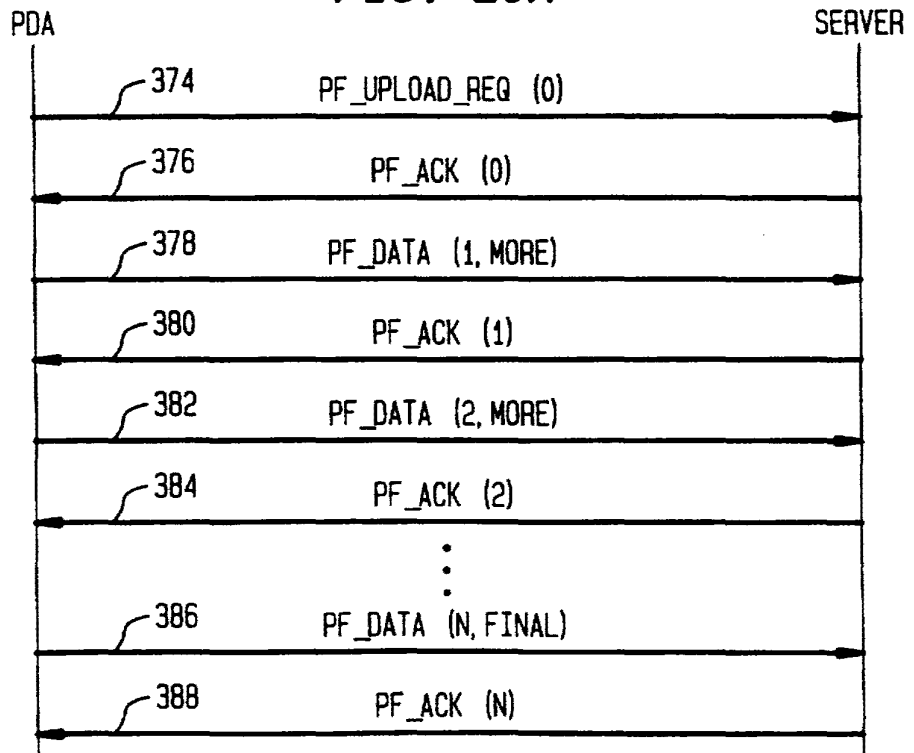 PDA
SERVER
374
PF_UPLOAD_REQ (0)
376
PF_ACK (0)
378
PF_DATA (1, MORE)
380
PF_ACK (1)
382
PF_DATA (2, MORE)
384
PF_ACK (2)
386
PF_DATA (N, FINAL)
388
PF_ACK (N)